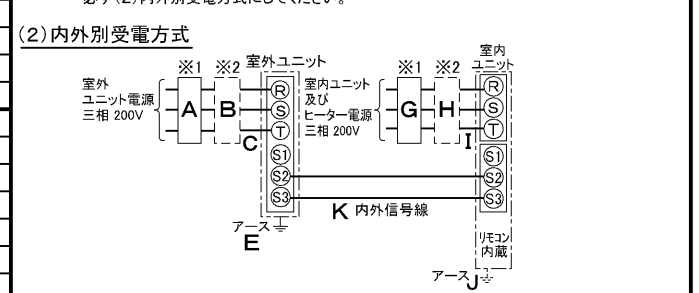 必ず(2)内外別受電方式にしてください。
(2)内外別受電方式
※1 ※2 室外ユニット
室外
ユニット電源
三相 200V
A B
C
R
S
T
S1
S2
S3
アース
E
室内ユニット
及び
ヒーター電源
三相 200V
※1 ※2
室内
ユニット
G H
I
R
S
T
S1
S2
S3
K 内外信号線
リモコン
内蔵
アース J